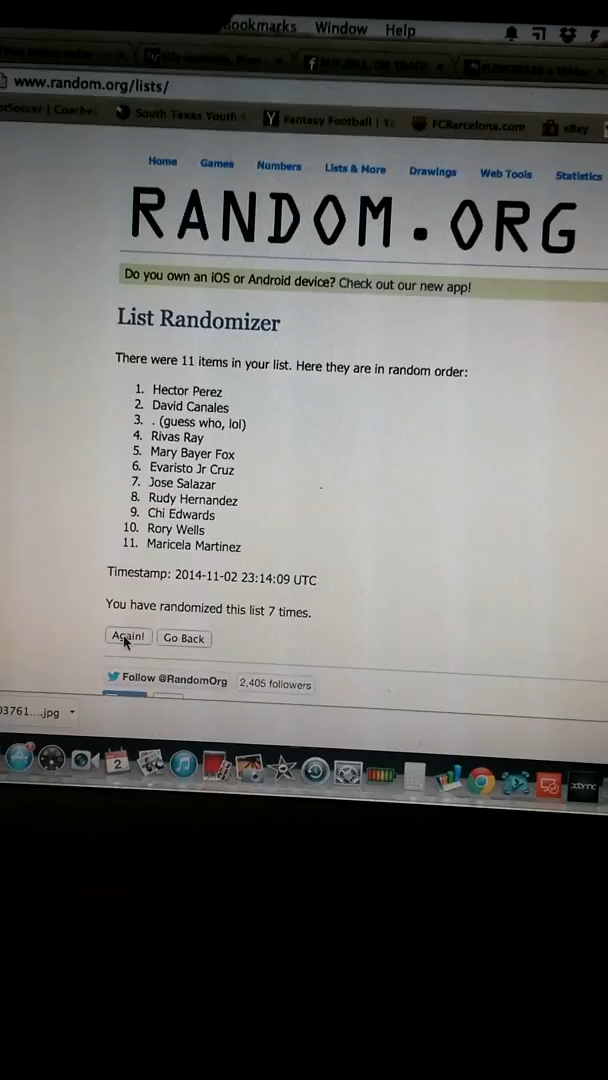 Bookmarks Window Help
www.random.org/lists/
South Texas Youth Fantasy Football | Y FCBarcelona.com eBay
Home Games Numbers Lists & More Drawings Web Tools Statistics
RANDOM.ORG
Do you own an iOS or Android device? Check out our new app!
List Randomizer
There were 11 items in your list. Here they are in random order:
1. Hector Perez
2. David Canales
3. . (guess who, lol)
4. Rivas Ray
5. Mary Bayer Fox
6. Evaristo Jr Cruz
7. Jose Salazar
8. Rudy Hernandez
9. Chi Edwards
10. Rory Wells
11. Maricela Martinez
Timestamp: 2014-11-02 23:14:09 UTC
You have randomized this list 7 times.
Again! Go Back
Follow @RandomOrg 2,405 followers
03761....jpg
2
xbmc